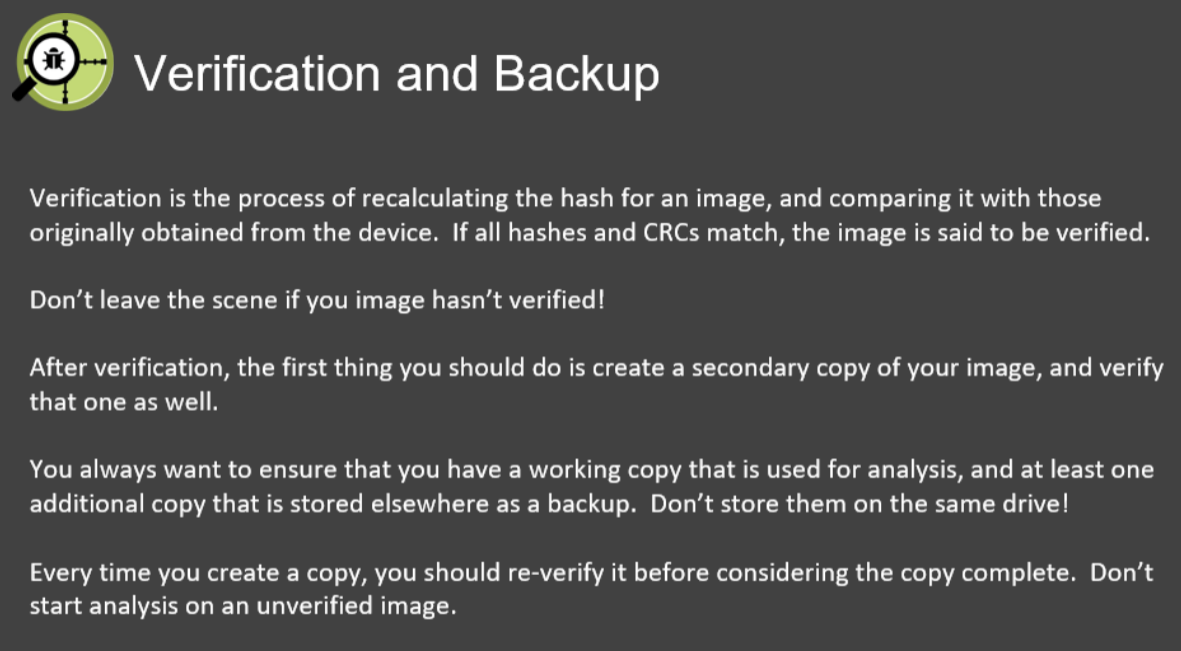 Verification and Backup
Verification is the process of recalculating the hash for an image, and comparing it with those
originally obtained from the device.  If all hashes and CRCs match, the image is said to be verified.
Don’t leave the scene if you image hasn’t verified!
After verification, the first thing you should do is create a secondary copy of your image, and verify
that one as well.
You always want to ensure that you have a working copy that is used for analysis, and at least one
additional copy that is stored elsewhere as a backup.  Don’t store them on the same drive!
Every time you create a copy, you should re-verify it before considering the copy complete.  Don’t
start analysis on an unverified image.